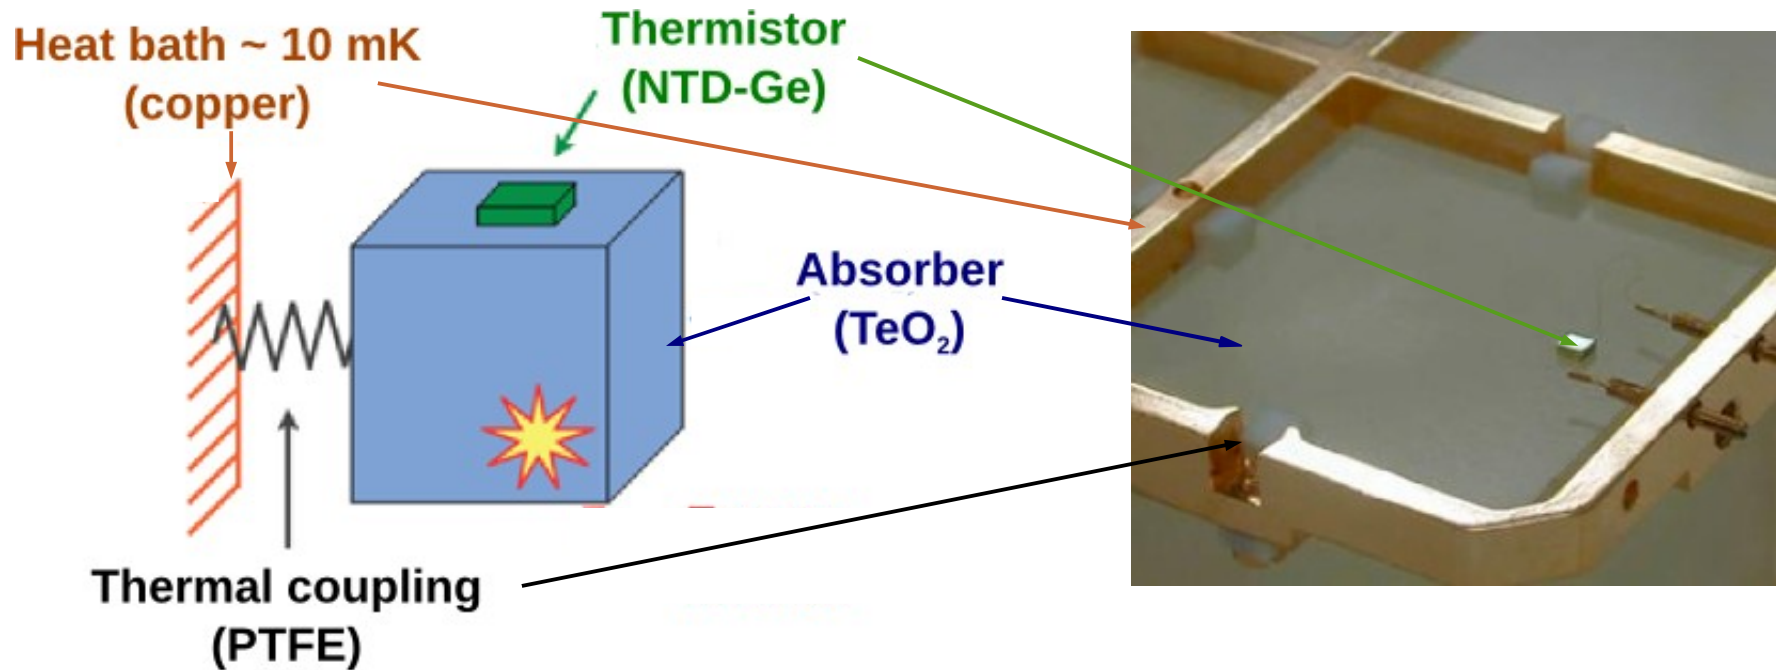 Heat bath ~ 10 mK
(copper)
Thermistor
(NTD-Ge)
Absorber
(TeO₂)
Thermal coupling
(PTFE)